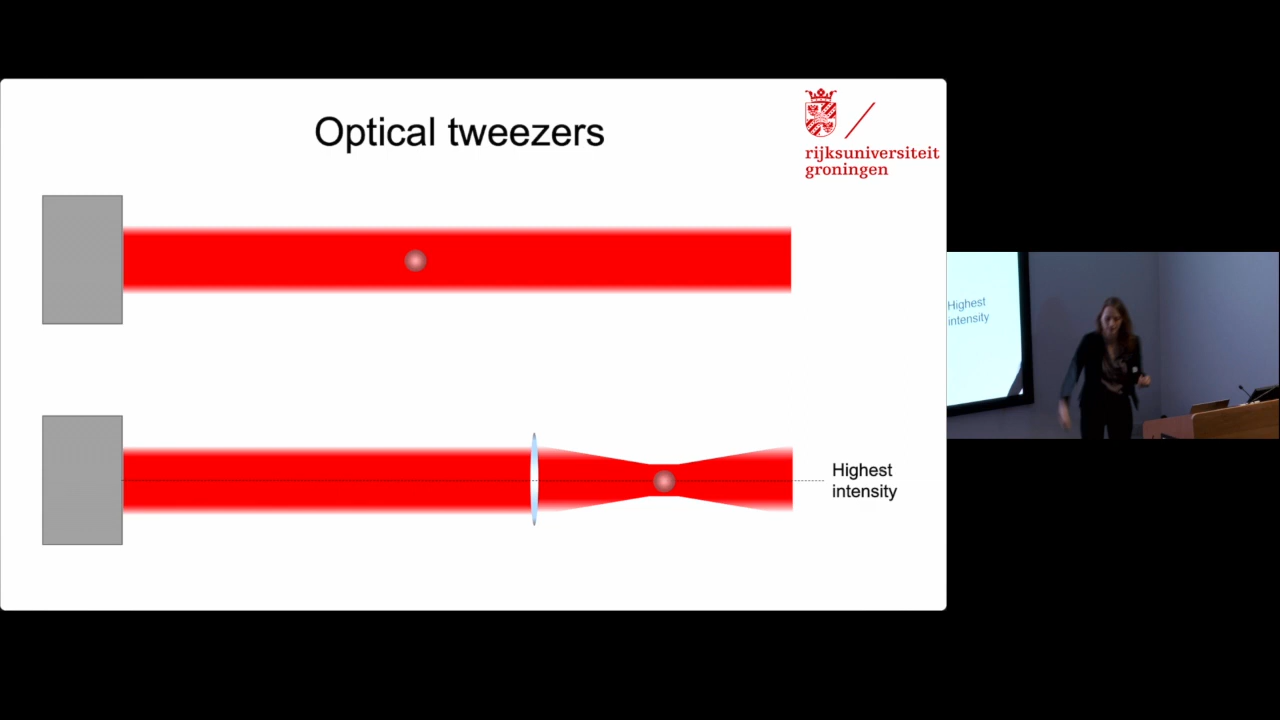 Optical tweezers
rijksuniversiteit
groningen
Highest
intensity
Highest
intensity